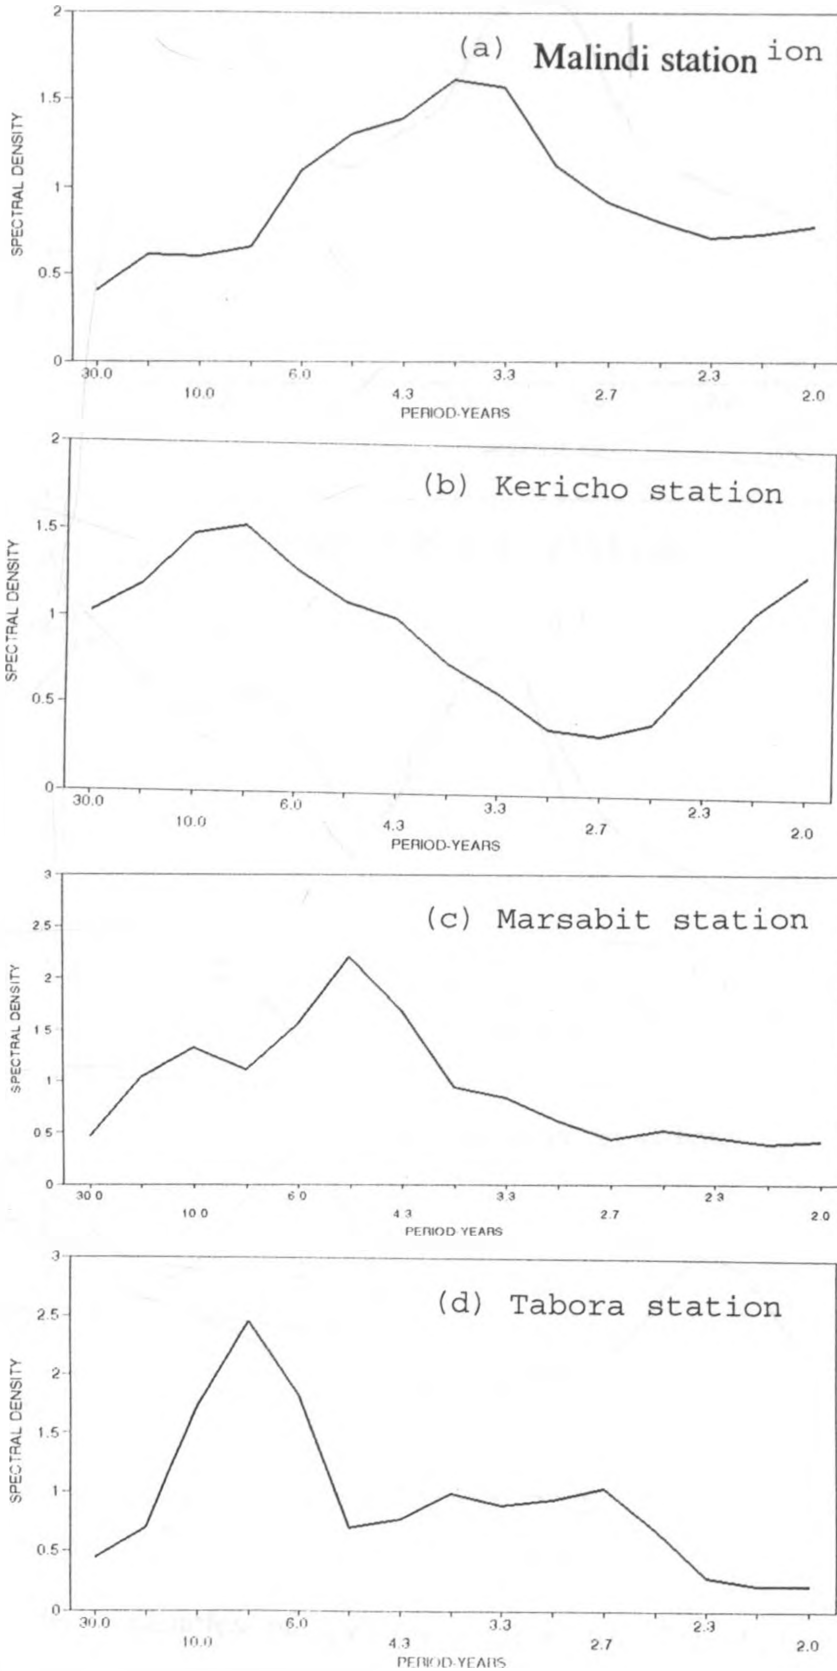 2
(a) Malindi station ion
1.5
SPECTRAL DENSITY
1
0.5
0
30.0 6.0 3.3 2.3
10.0 4.3 2.7 2.0
PERIOD-YEARS
2
(b) Kericho station
1.5
SPECTRAL DENSITY
1
0.5
0
30.0 6.0 3.3 2.3
10.0 4.3 2.7 2.0
PERIOD-YEARS
3
(c) Marsabit station
2.5
2
SPECTRAL DENSITY
1.5
1
0.5
0
30.0 6.0 3.3 2.3
10.0 4.3 2.7 2.0
PERIOD-YEARS
3
(d) Tabora station
2.5
2
SPECTRAL DENSITY
1.5
1
0.5
0
30.0 6.0 3.3 2.3
10.0 4.3 2.7 2.0
PERIOD-YEARS